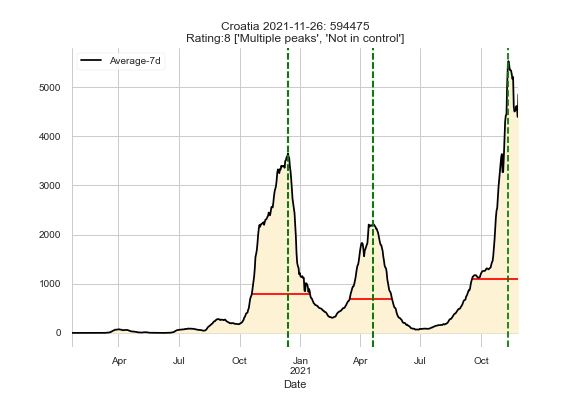 Croatia 2021-11-26: 594475
Rating:8 ['Multiple peaks', 'Not in control']
Average-7d
5000
4000
3000
2000
1000
0
Apr
Jul
Oct
Jan
2021
Apr
Jul
Oct
Date